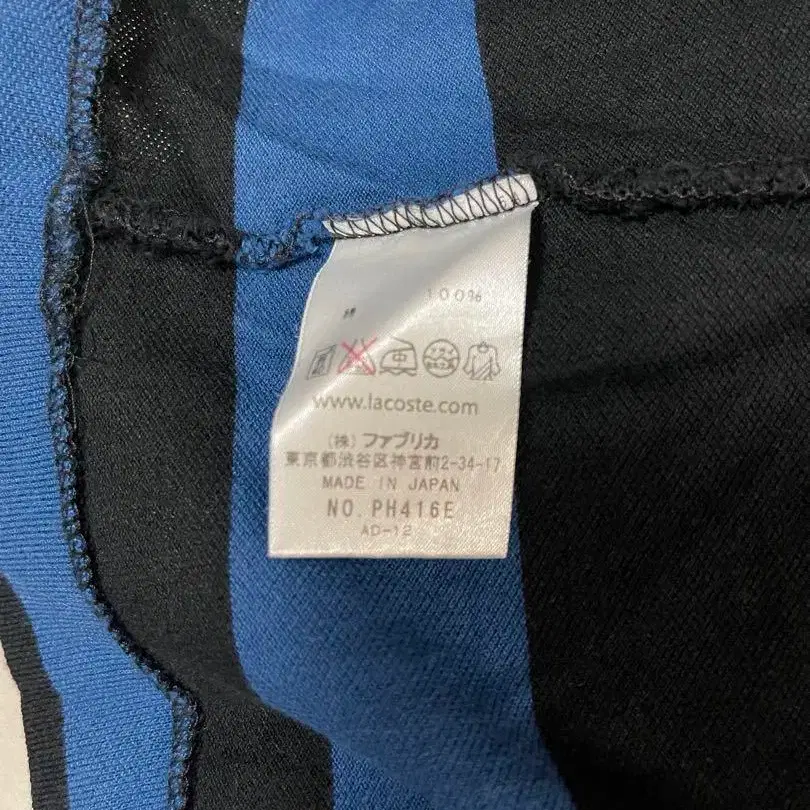 綿 100%
www.lacoste.com
(株) ファブリカ
東京都渋谷区神宮前2-34-17
MADE IN JAPAN
NO. PH416E
AD-12